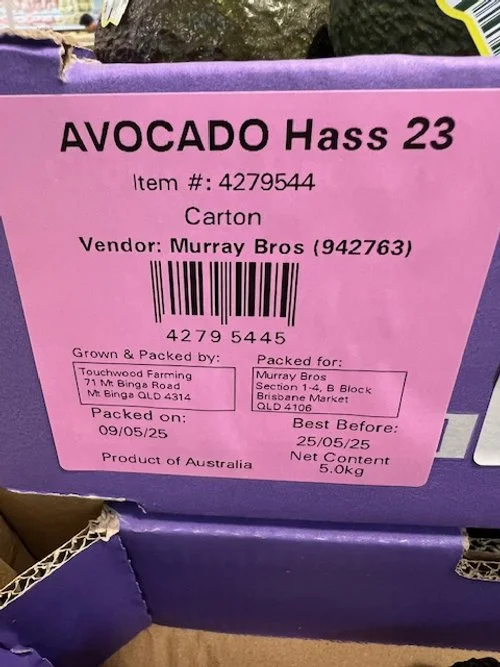 AVOCADO Hass 23
Item #: 4279544
Carton
Vendor: Murray Bros (942763)
4279 5445
Grown & Packed by:
Touchwood Farming
71 Mt Binga Road
Mt Binga QLD 4314
Packed for:
Murray Bros
Section 1-4, B Block
Brisbane Market
QLD 4106
Packed on:
09/05/25
Best Before:
25/05/25
Product of Australia
Net Content
5.0kg